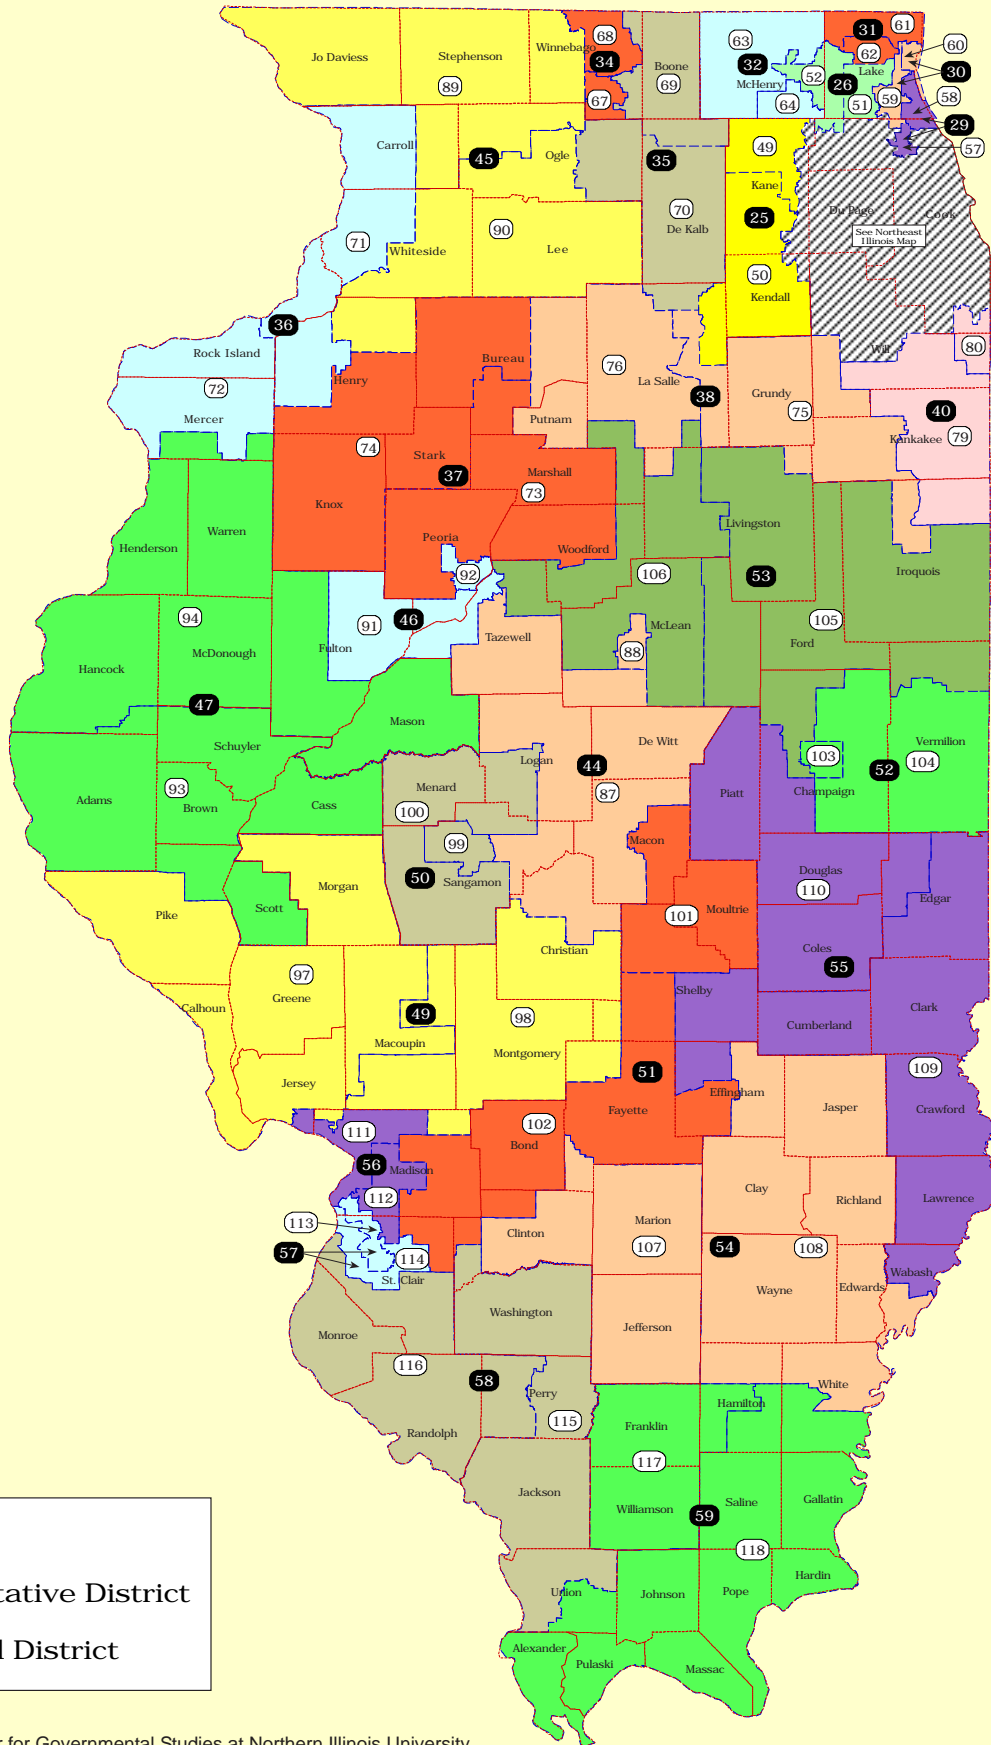 61
31
68
Winnebago
60
63
62
Jo Daviess
Stephenson
34
Boone
32
52
Lake
30
McHenry
26
69
89
67
64
51
59
58
29
Carroll
49
57
45
Ogle
35
Kane
70
Du Page
Cook
90
25
De Kalb
71
See Northeast
Illinois Map
Whiteside
Lee
50
Kendall
36
80
Rock Island
Will
Bureau
76
72
Henry
La Salle
Grundy
38
75
40
Mercer
Putnam
74
Kankakee
79
Stark
37
Marshall
73
Knox
Livingston
Warren
Peoria
Henderson
Woodford
92
106
53
Iroquois
94
91
46
105
McLean
Tazewell
Fulton
88
Ford
McDonough
Hancock
47
Mason
De Witt
Schuyler
Logan
103
Vermilion
44
52
104
93
Menard
87
Piatt
Champaign
Adams
Brown
Cass
100
99
Macon
50
Sangamon
Douglas
110
Morgan
Edgar
Scott
101
Moultrie
Pike
Christian
Coles
97
55
Greene
Shelby
Calhoun
49
98
Clark
Cumberland
Macoupin
Montgomery
51
109
Jersey
Effingham
Fayette
Jasper
Crawford
102
111
Bond
56
Madison
Clay
112
Richland
Lawrence
113
Marion
Clinton
57
114
107
54
108
St. Clair
Wabash
Wayne
Edwards
Washington
Monroe
Jefferson
116
58
White
Perry
Hamilton
115
Franklin
Randolph
117
Jackson
Saline
Gallatin
Williamson
59
118
Union
Hardin
tative District
Johnson
Pope
l District
Alexander
Pulaski
Massac
r for Governmental Studies at Northern Illinois University